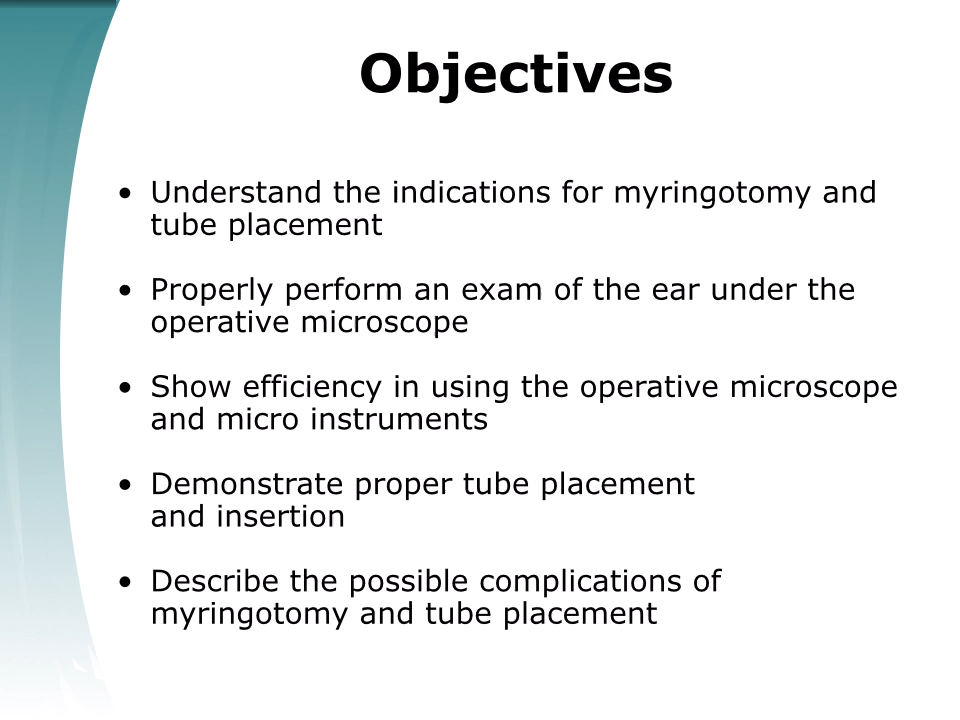 Objectives
• Understand the indications for myringotomy and
tube placement
• Properly perform an exam of the ear under the
operative microscope
• Show efficiency in using the operative microscope
and micro instruments
• Demonstrate proper tube placement
and insertion
• Describe the possible complications of
myringotomy and tube placement